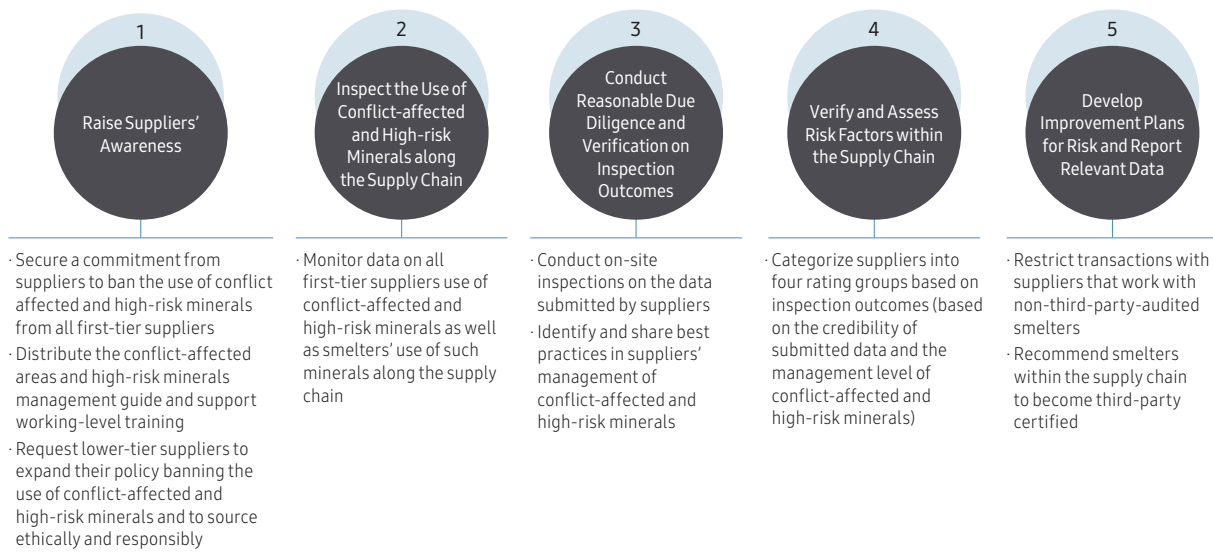 1
Raise Suppliers'
Awareness
· Secure a commitment from
suppliers to ban the use of conflict
affected and high-risk minerals
from all first-tier suppliers
· Distribute the conflict-affected
areas and high-risk minerals
management guide and support
working-level training
· Request lower-tier suppliers to
expand their policy banning the
use of conflict-affected and
high-risk minerals and to source
ethically and responsibly
2
Inspect the Use of
Conflict-affected
and High-risk
Minerals along
the Supply Chain
· Monitor data on all
first-tier suppliers use of
conflict-affected and
high-risk minerals as well
as smelters' use of such
minerals along the supply
chain
3
Conduct
Reasonable Due
Diligence and
Verification on
Inspection
Outcomes
· Conduct on-site
inspections on the data
submitted by suppliers
· Identify and share best
practices in suppliers'
management of
conflict-affected and
high-risk minerals
4
Verify and Assess
Risk Factors within
the Supply Chain
· Categorize suppliers into
four rating groups based on
inspection outcomes (based
on the credibility of
submitted data and the
management level of
conflict-affected and
high-risk minerals)
5
Develop
Improvement Plans
for Risk and Report
Relevant Data
· Restrict transactions with
suppliers that work with
non-third-party-audited
smelters
· Recommend smelters
within the supply chain
to become third-party
certified